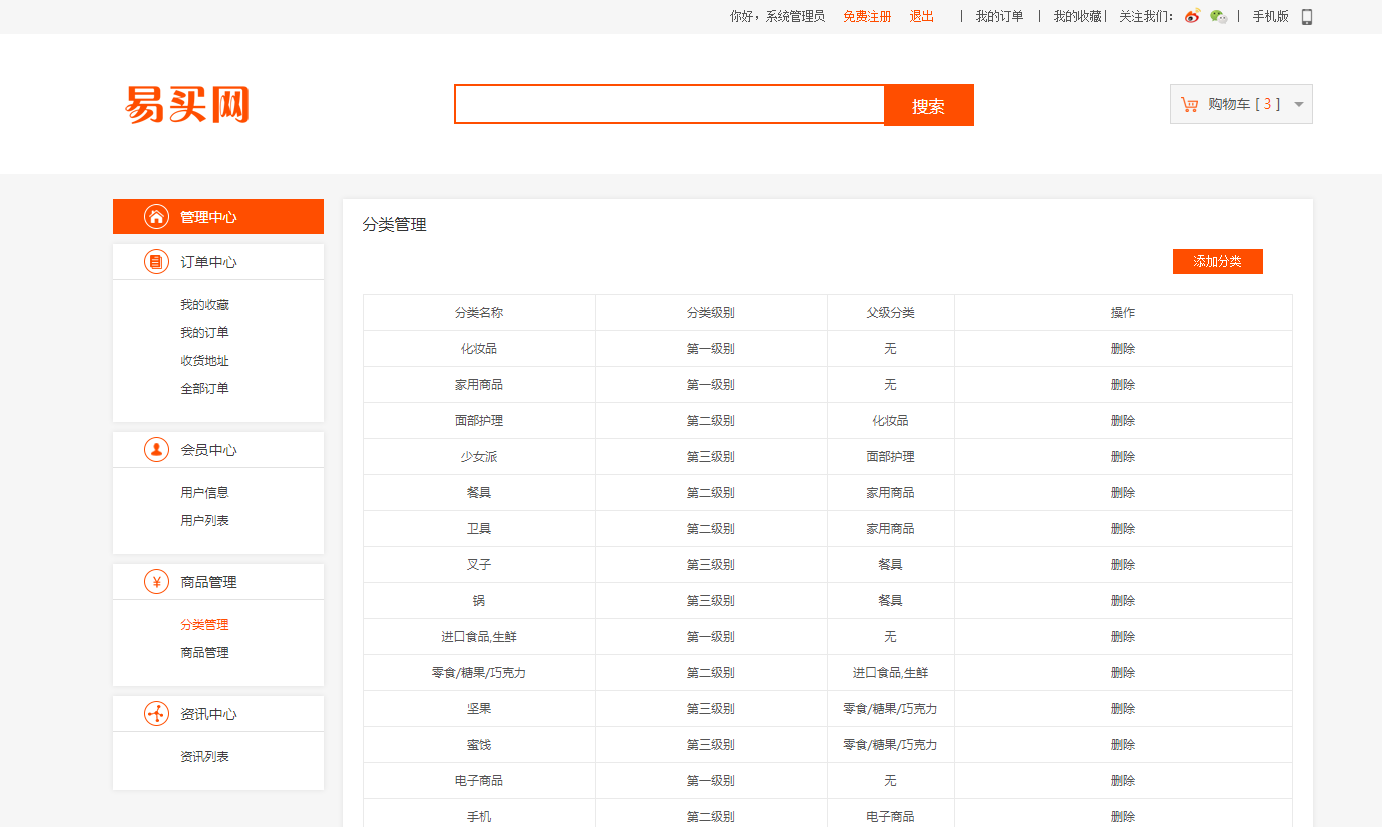 你好，系统管理员 免费注册 退出 | 我的订单 | 我的收藏| 关注我们： | 手机版
易买网
搜索
购物车 [ 3 ]
管理中心
订单中心
我的收藏
我的订单
收货地址
全部订单
会员中心
用户信息
用户列表
商品管理
分类管理
商品管理
资讯中心
资讯列表
分类管理
添加分类
分类名称 分类级别 父级分类 操作
化妆品 第一级别 无 删除
家用商品 第一级别 无 删除
面部护理 第二级别 化妆品 删除
少女派 第三级别 面部护理 删除
餐具 第二级别 家用商品 删除
卫具 第二级别 家用商品 删除
叉子 第三级别 餐具 删除
锅 第三级别 餐具 删除
进口食品,生鲜 第一级别 无 删除
零食/糖果/巧克力 第二级别 进口食品,生鲜 删除
坚果 第三级别 零食/糖果/巧克力 删除
蜜饯 第三级别 零食/糖果/巧克力 删除
电子商品 第一级别 无 删除
手机 第二级别 电子商品 删除